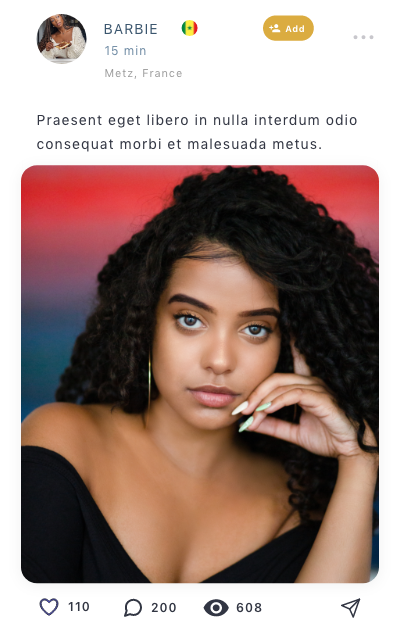 BARBIE
Add
15 min
Metz, France
Praesent eget libero in nulla interdum odio
consequat morbi et malesuada metus.
110
200
608